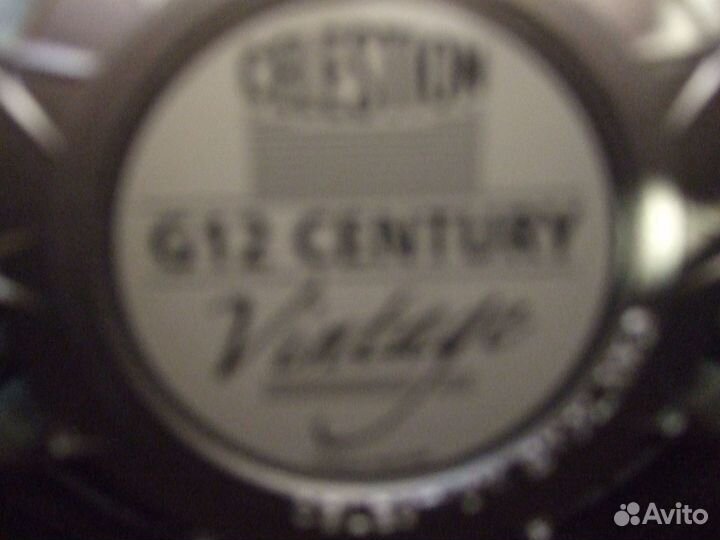 CELESTION
G12 CENTURY
Vintage
Avito